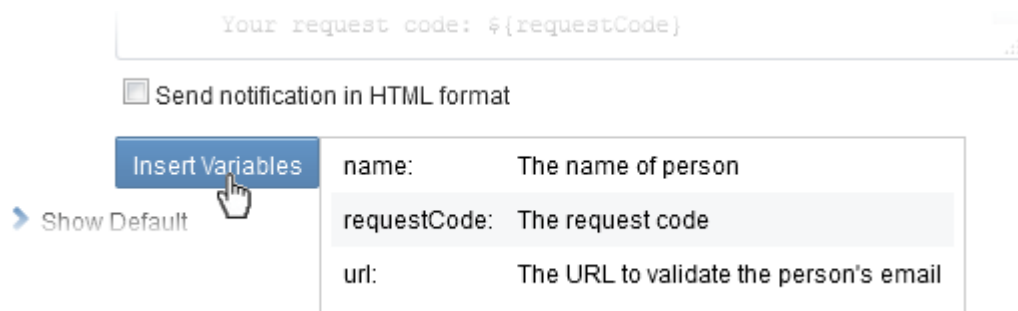 Your request code: ${requestCode}
Send notification in HTML format
Insert Variables
name: The name of person
Show Default
requestCode: The request code
url: The URL to validate the person's email